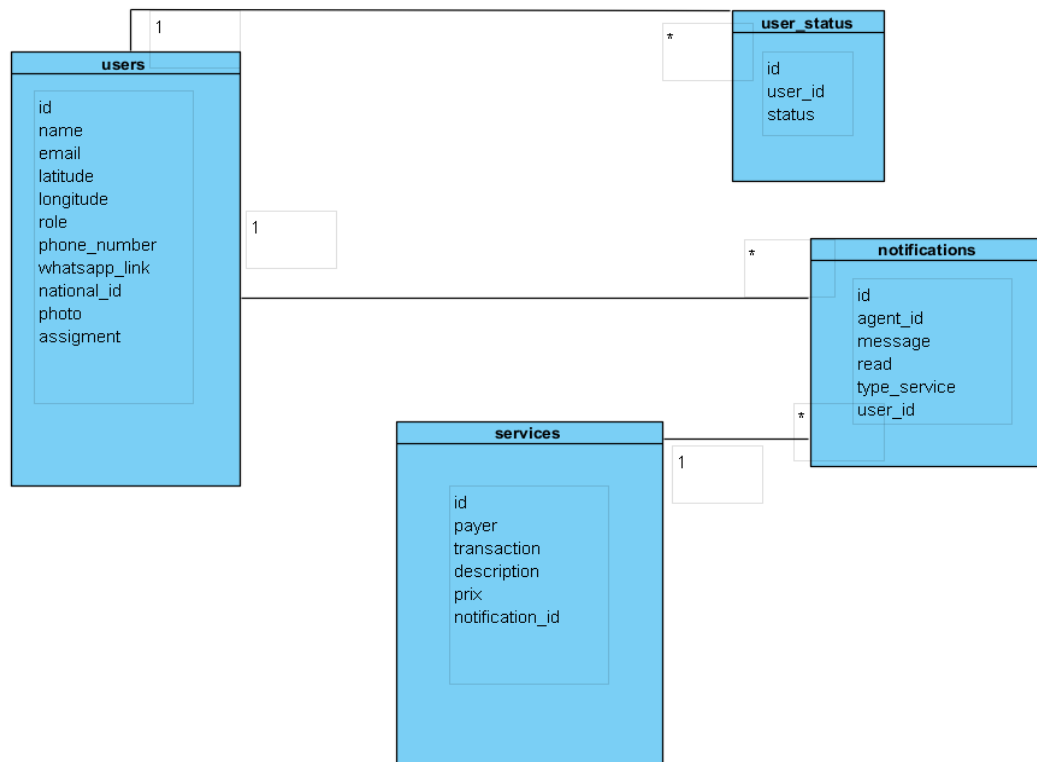 1
*
user_status
id
user_id
status
users
id
name
email
latitude
longitude
role
phone_number
whatsapp_link
national_id
photo
assigment
1
*
notifications
id
agent_id
message
read
type_service
user_id
*
1
services
id
payer
transaction
description
prix
notification_id